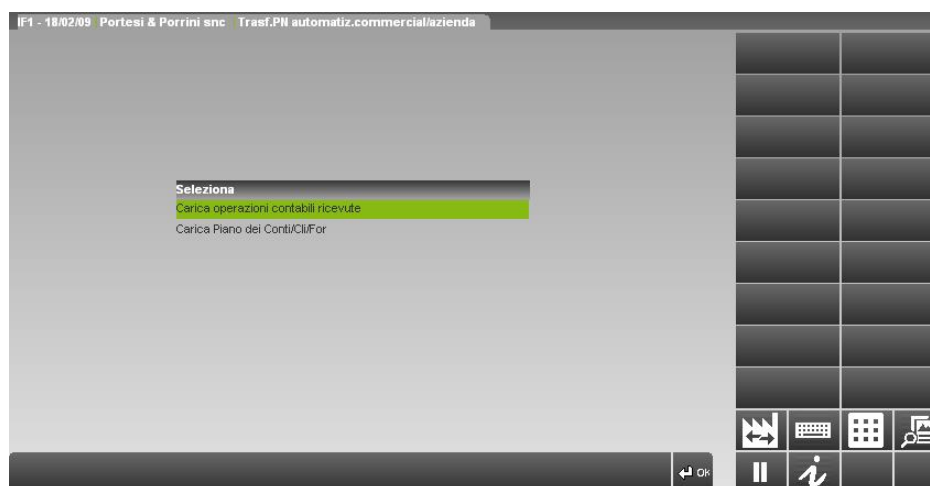 IF1 - 18/02/09 Portesi & Porrini snc Trasf.PN automatiz.commercial/azienda
Seleziona
Carica operazioni contabili ricevute
Carica Piano dei Conti/Cli/For
OK